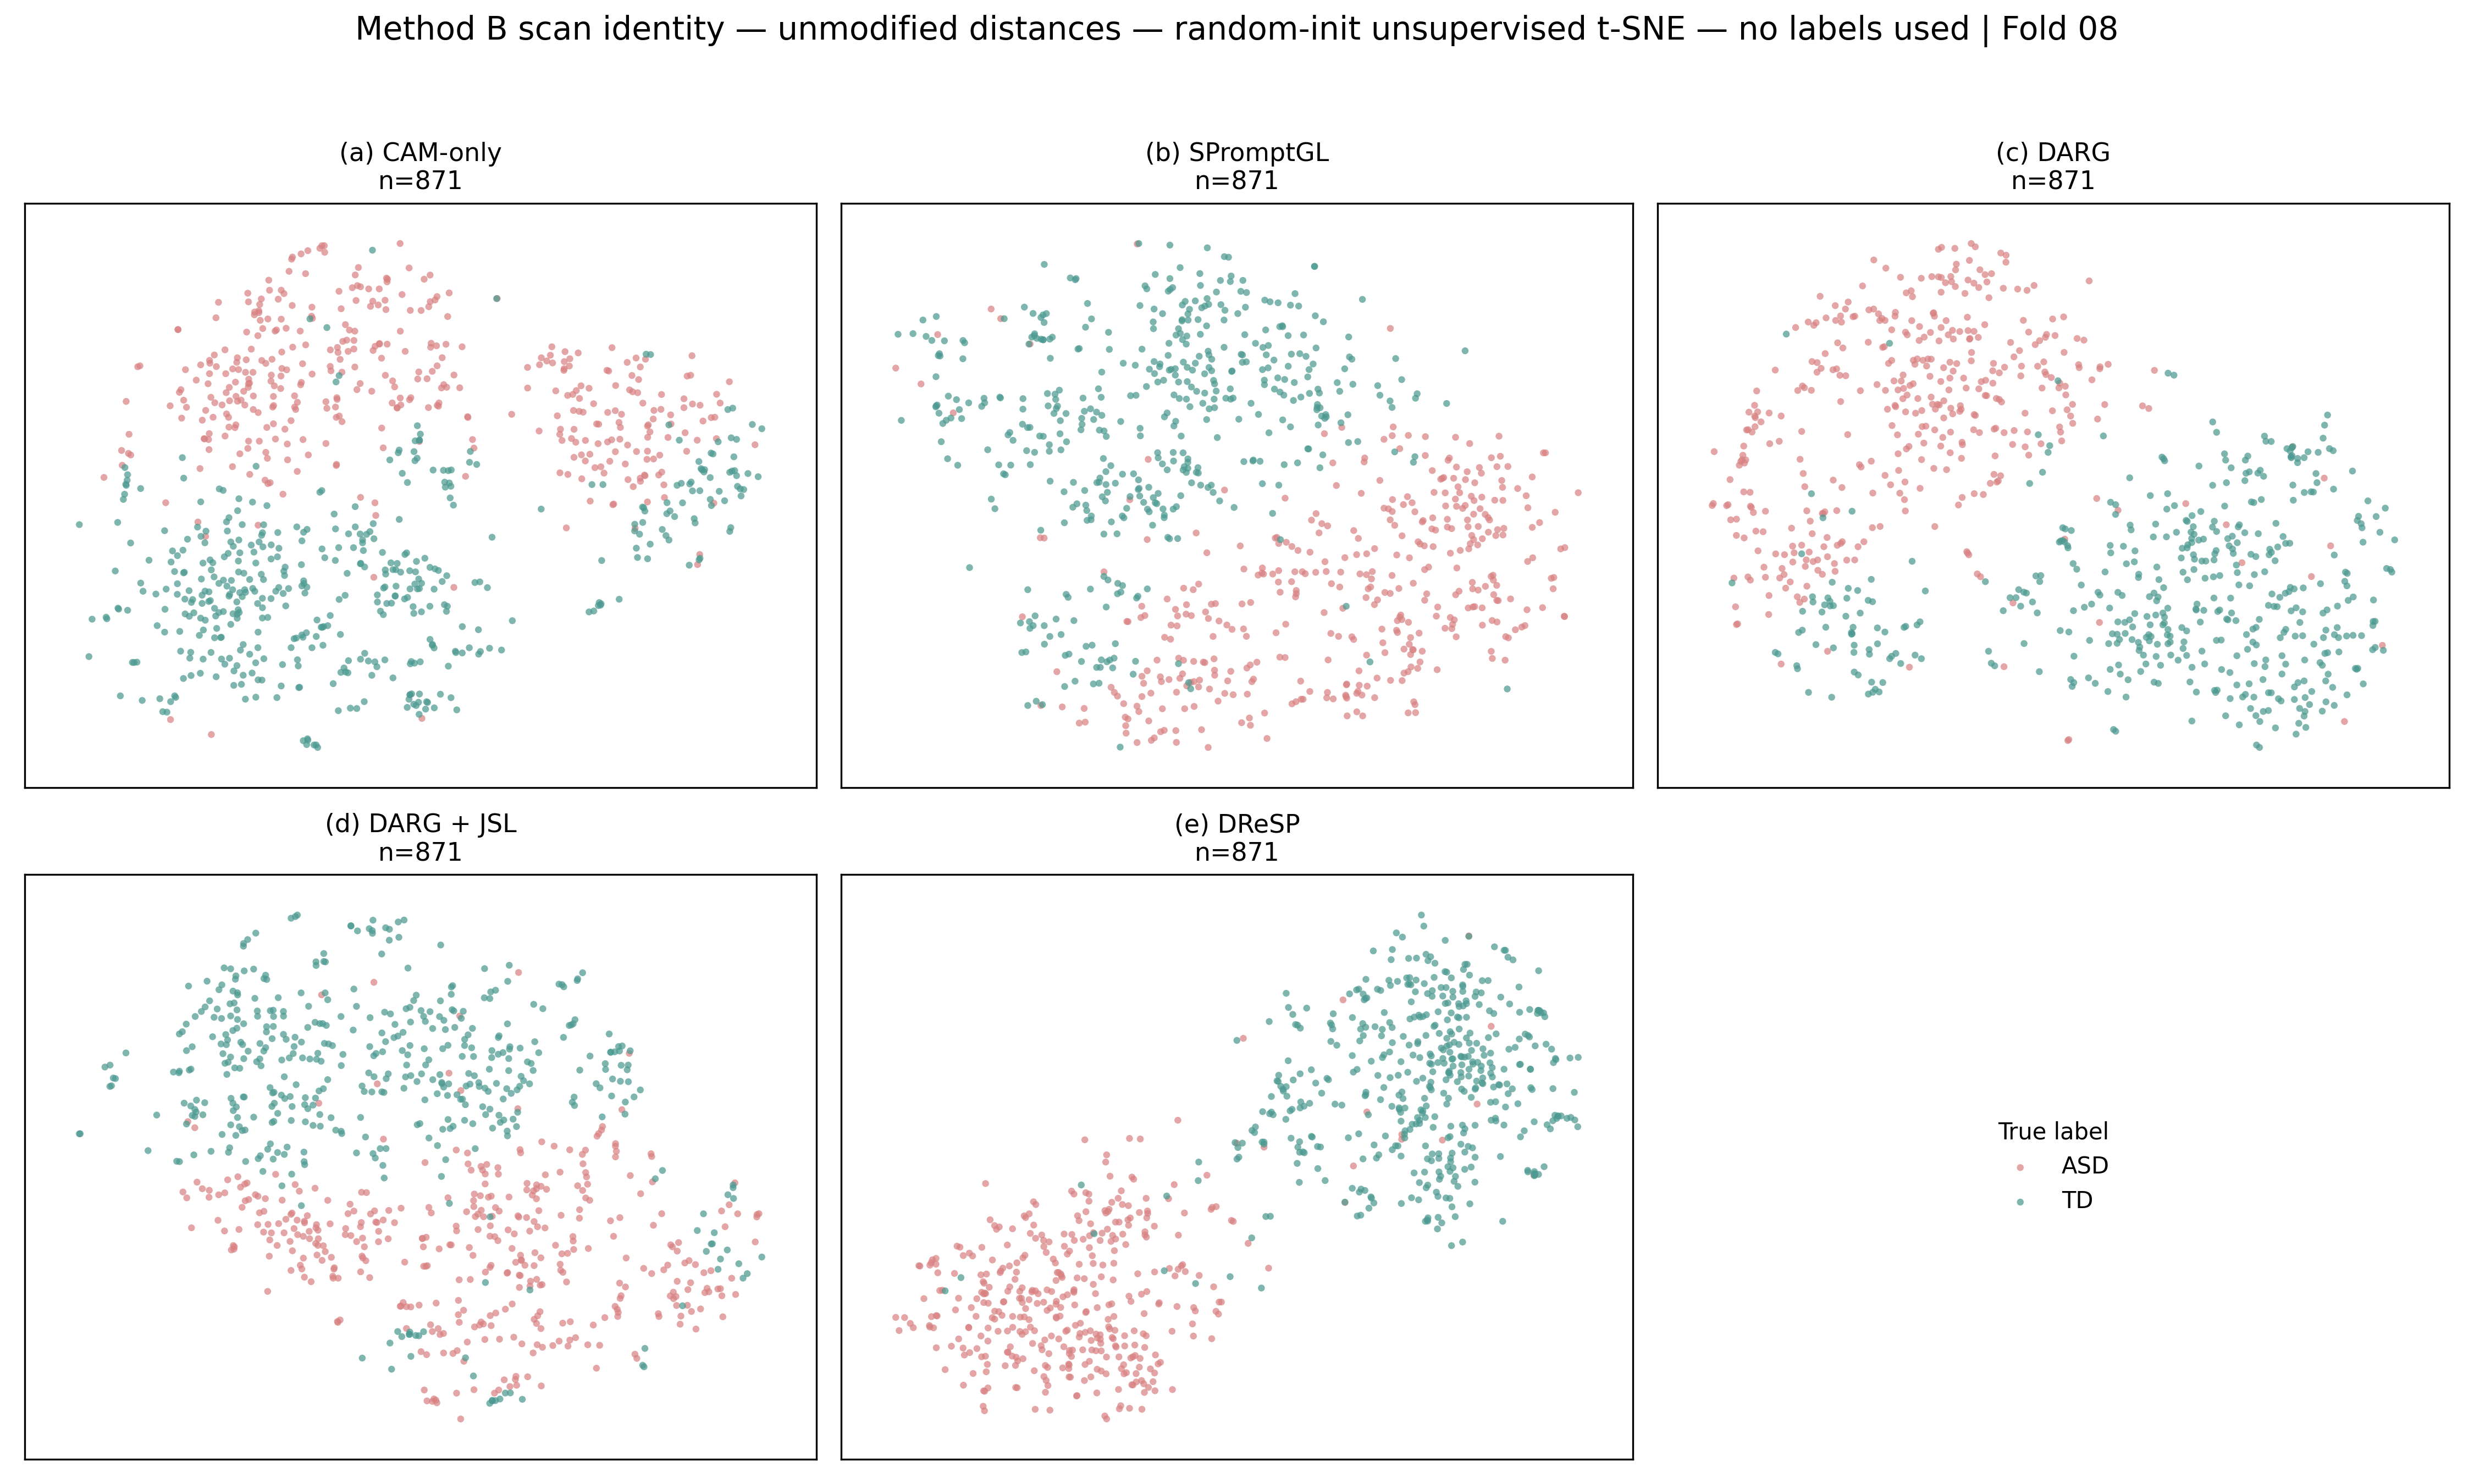 Method B scan identity — unmodified distances — random-init unsupervised t-SNE — no labels used | Fold 08
(a) CAM-only
n=871
(b) SPromptGL
n=871
(c) DARG
n=871
(d) DARG + JSL
n=871
(e) DReSP
n=871
True label
ASD
TD